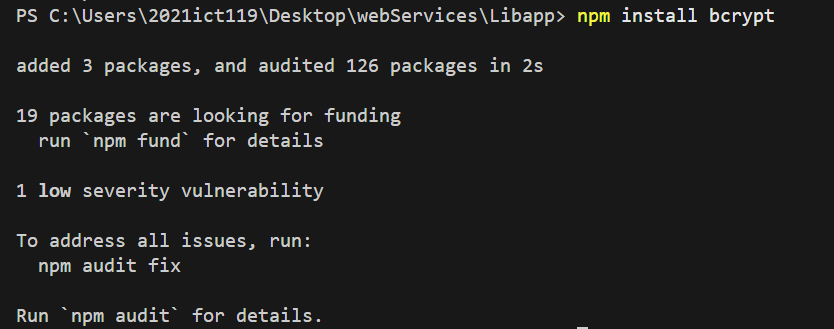 PS C:\Users\2021ict119\Desktop\webServices\Libapp> npm install bcrypt
added 3 packages, and audited 126 packages in 2s
19 packages are looking for funding
run `npm fund` for details
1 low severity vulnerability
To address all issues, run:
npm audit fix
Run `npm audit` for details.